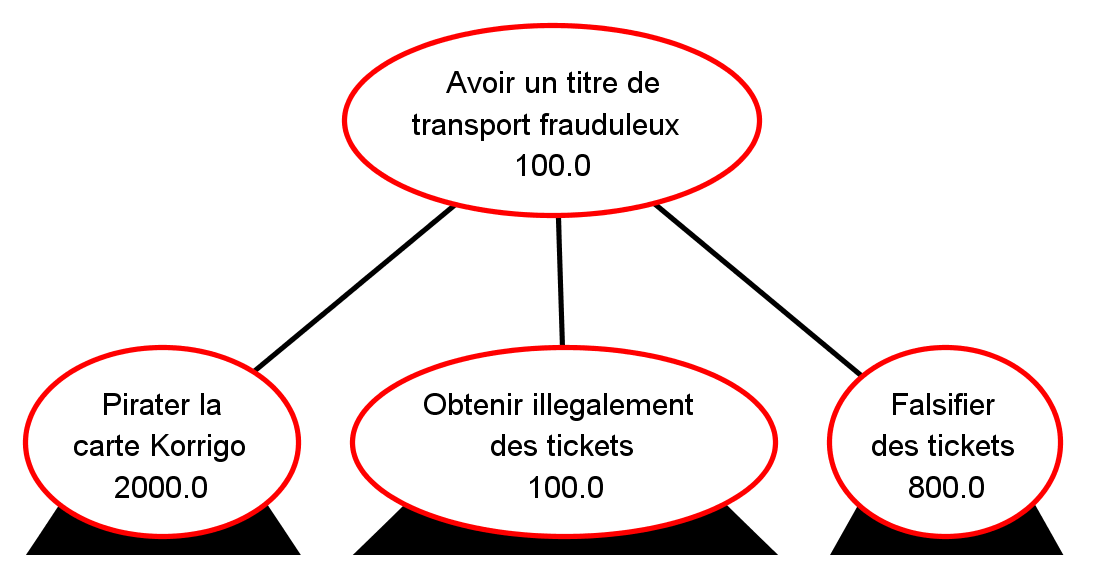 Avoir un titre de
transport frauduleux
100.0
Pirater la
carte Korrigo
2000.0
Obtenir illegalement
des tickets
100.0
Falsifier
des tickets
800.0